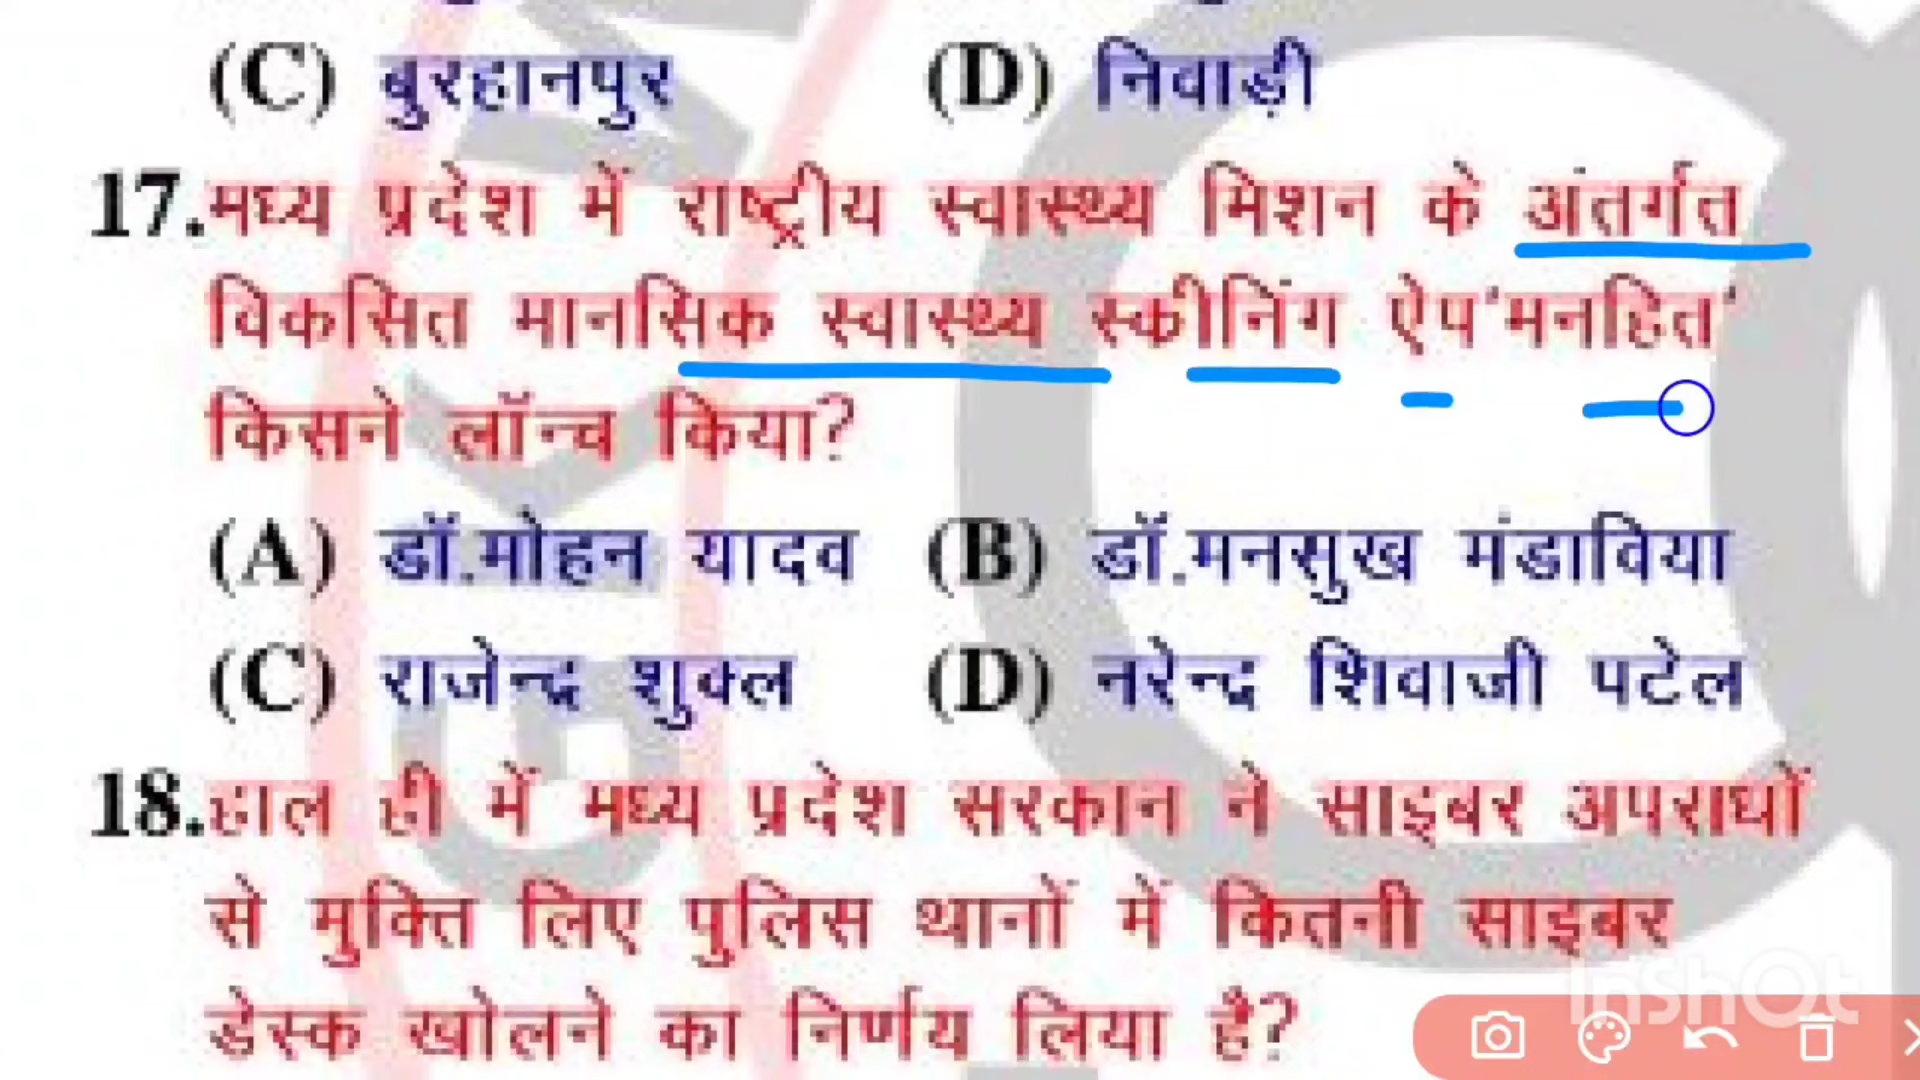 (C) बुरहानपुर (D) निवाड़ी
17.मध्य प्रदेश में राष्ट्रीय स्वास्थ्य मिशन के अंतर्गत
विकसित मानसिक स्वास्थ्य स्कीनिंग ऐप'मनहित'
किसने लॉन्च किया?
(A) डॉ.मोहन यादव (B) डॉ.मनसुख मंडाविया
(C) राजेन्द्र शुक्ल (D) नरेन्द्र शिवाजी पटेल
18.हाल ही में मध्य प्रदेश सरकान ने साइबर अपराधों
से मुक्ति लिए पुलिस थानों में कितनी साइबर
डेस्क खोलने का निर्णय लिया है?
InShOt